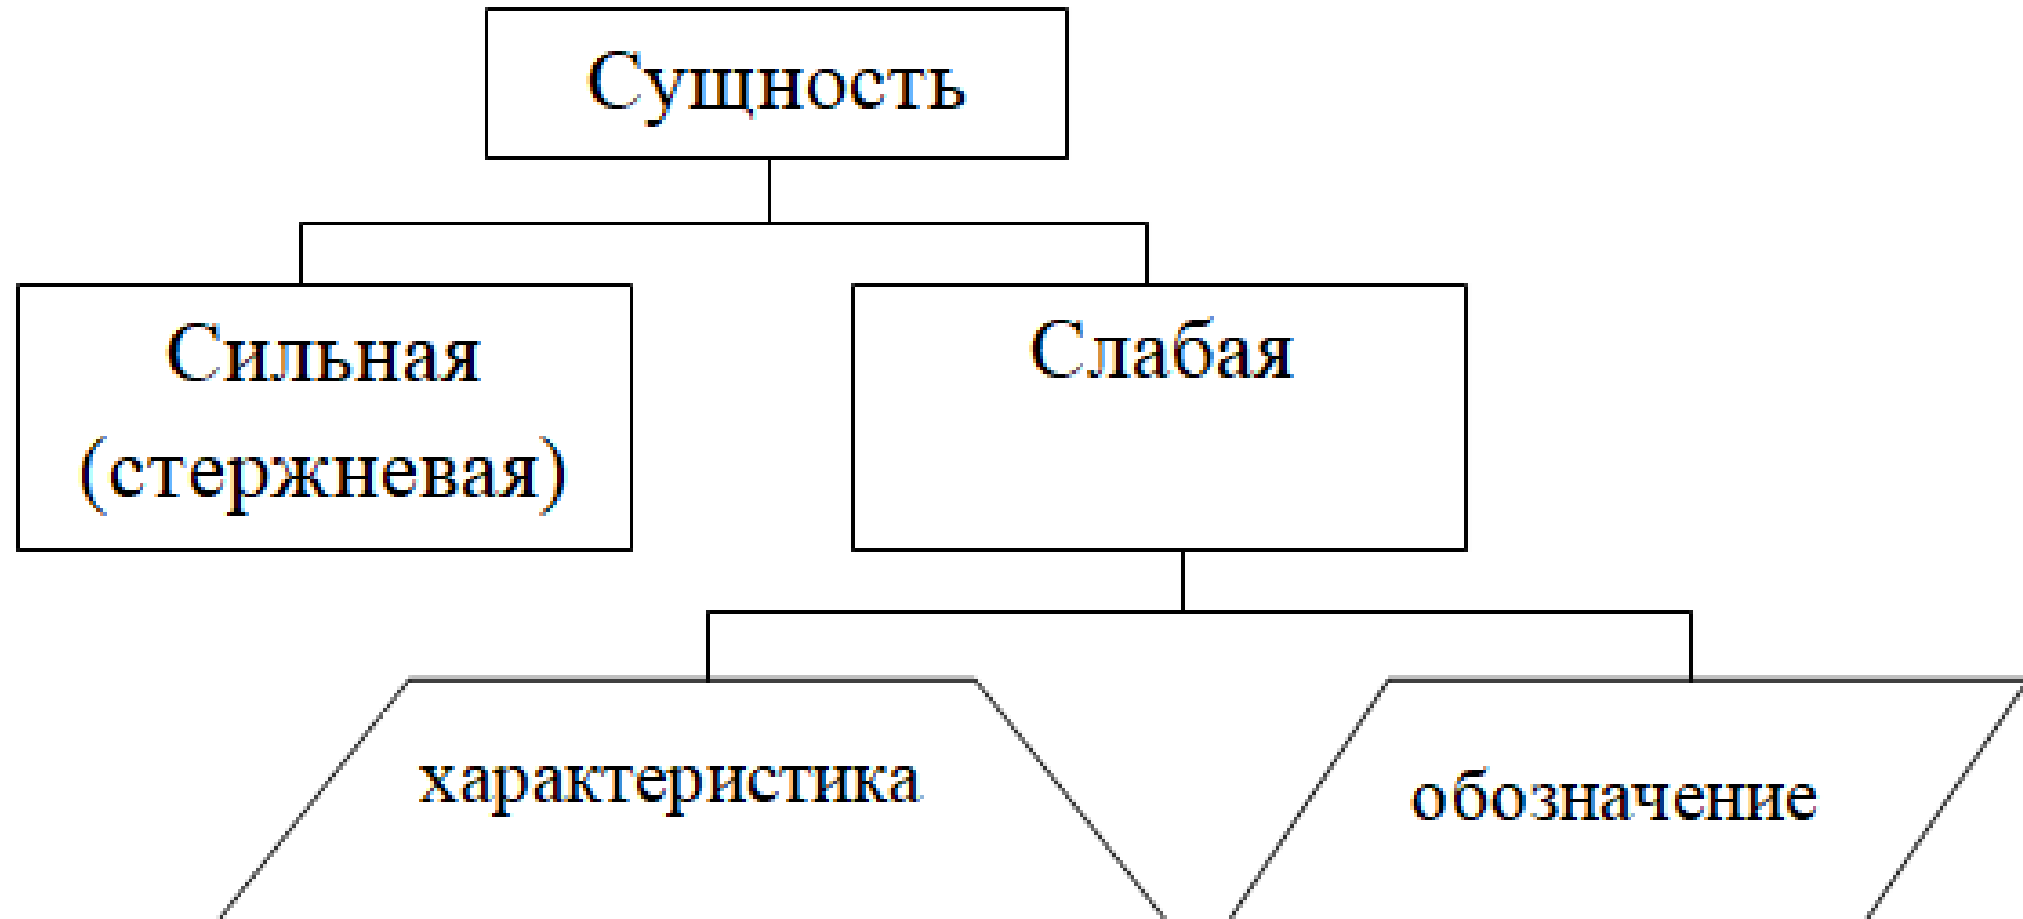 Сущность
Сильная
(стержневая)
Слабая
характеристика
обозначение